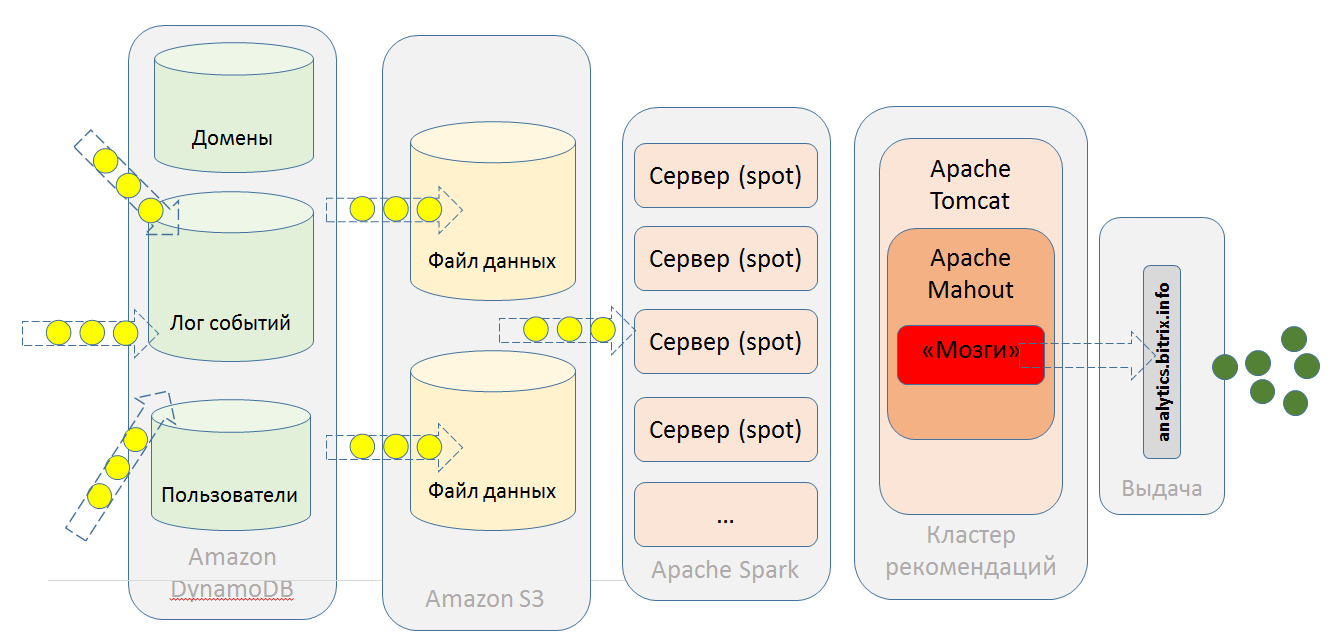 Домены
Лог событий
Пользователи
Amazon
DynamoDB
Файл данных
Файл данных
Amazon S3
Сервер (spot)
Сервер (spot)
Сервер (spot)
Сервер (spot)
...
Apache Spark
Apache
Tomcat
Apache
Mahout
«Мозги»
Кластер
рекомендаций
analytics.bitrix.info
Выдача